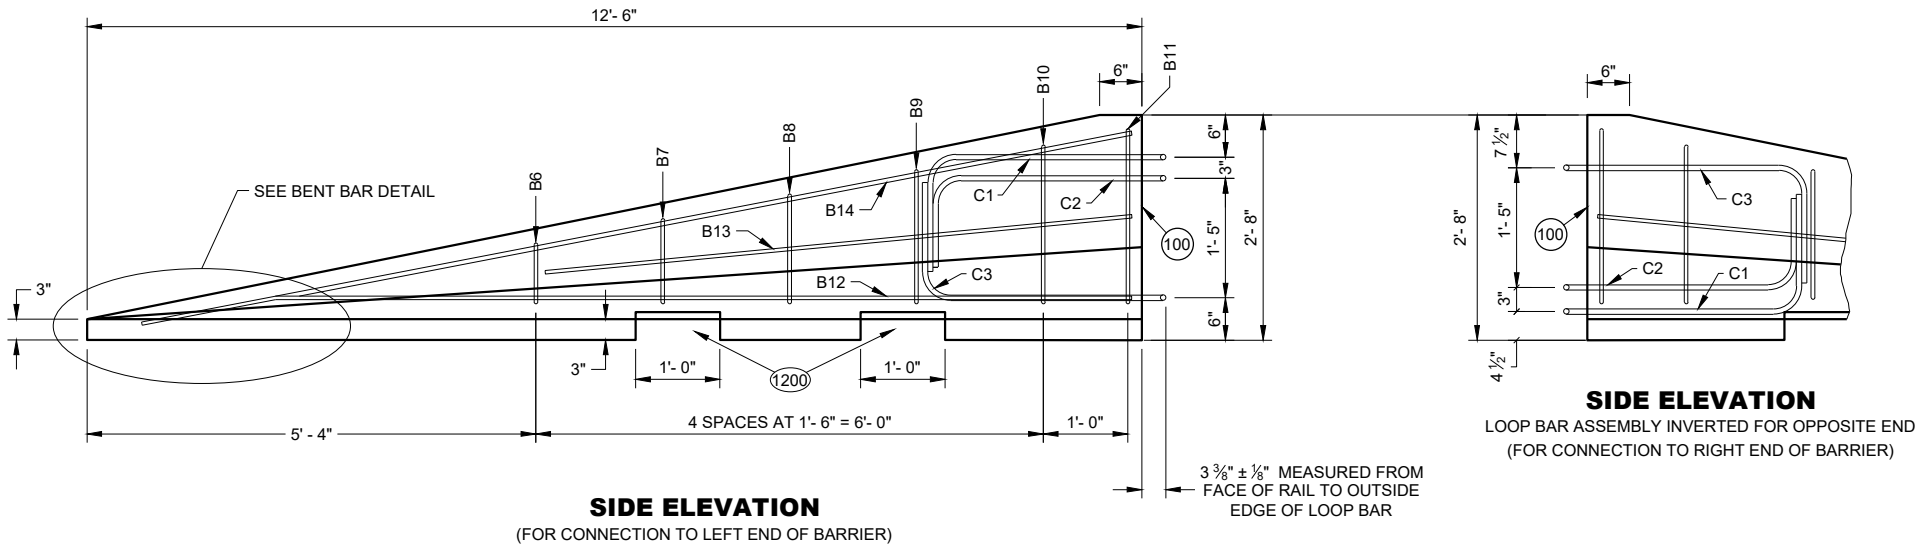 12'- 6"
6"
B11
B10
B9
B8
B7
B6
SEE BENT BAR DETAIL
B14
B13
B12
C1
C2
C3
100
6"
3"
1'- 5"
6"
2'- 8"
3"
3"
1'- 0"
1200
1'- 0"
5' - 4"
4 SPACES AT 1'- 6" = 6'- 0"
1'- 0"
3 ⅜" ± ⅛" MEASURED FROM
FACE OF RAIL TO OUTSIDE
EDGE OF LOOP BAR
SIDE ELEVATION
(FOR CONNECTION TO LEFT END OF BARRIER)
6"
7 ½"
1'- 5"
3"
4 ½"
2'- 8"
100
C3
C2
C1
SIDE ELEVATION
LOOP BAR ASSEMBLY INVERTED FOR OPPOSITE END
(FOR CONNECTION TO RIGHT END OF BARRIER)